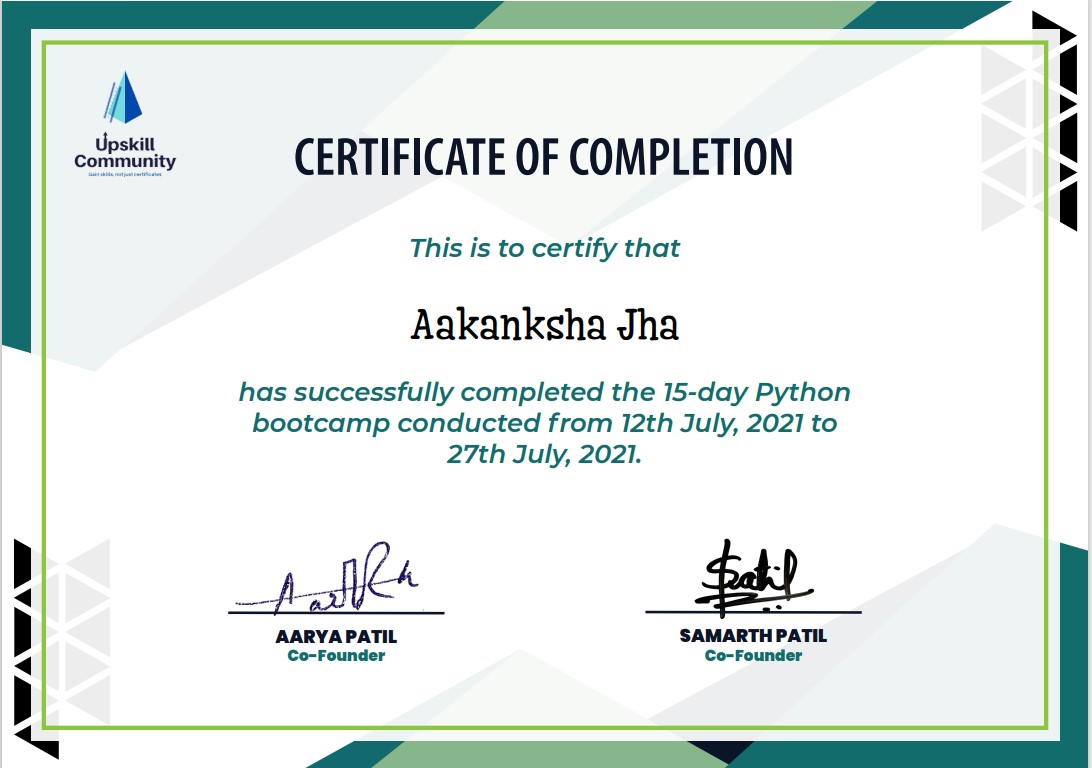 Upskill
Community
Gain skills, not just certificates
CERTIFICATE OF COMPLETION
This is to certify that
Aakanksha Jha
has successfully completed the 15-day Python
bootcamp conducted from 12th July, 2021 to
27th July, 2021.
Patil
AARYA PATIL
SAMARTH PATIL
Co-Founder
Co-Founder